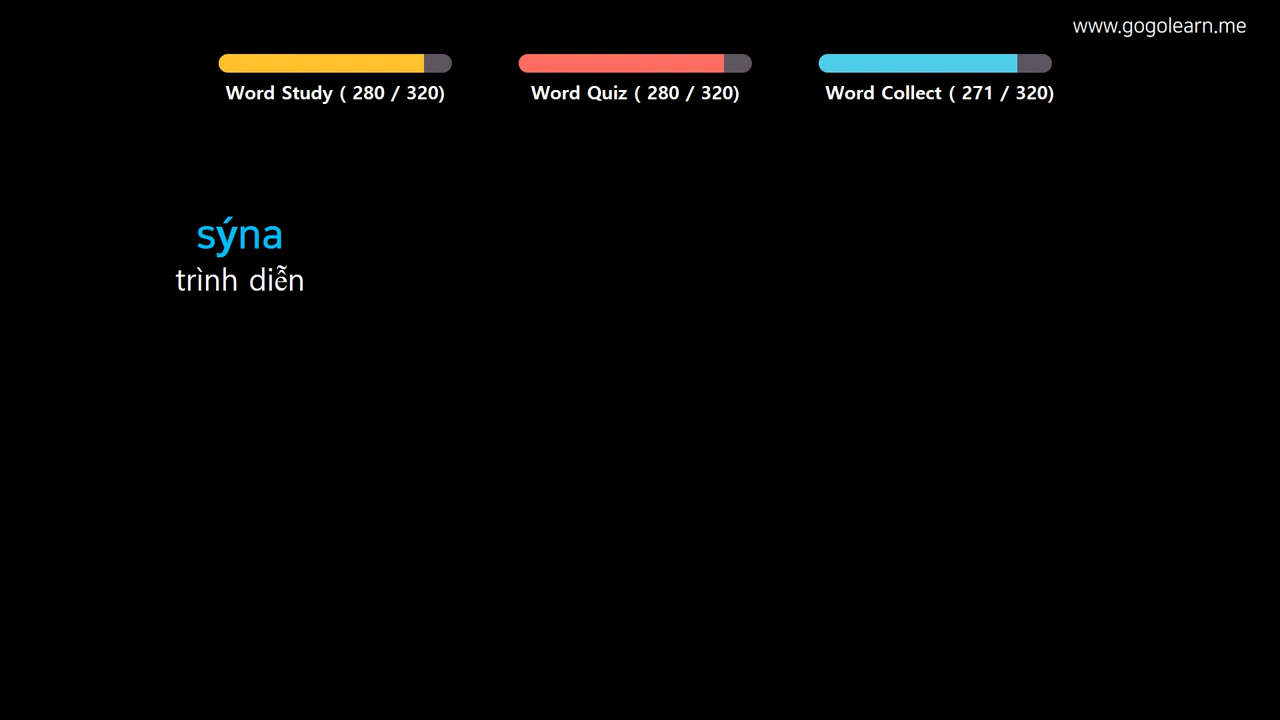 www.gogolearn.me
Word Study ( 280 / 320)
Word Quiz ( 280 / 320)
Word Collect ( 271 / 320)
sýna
trình diễn